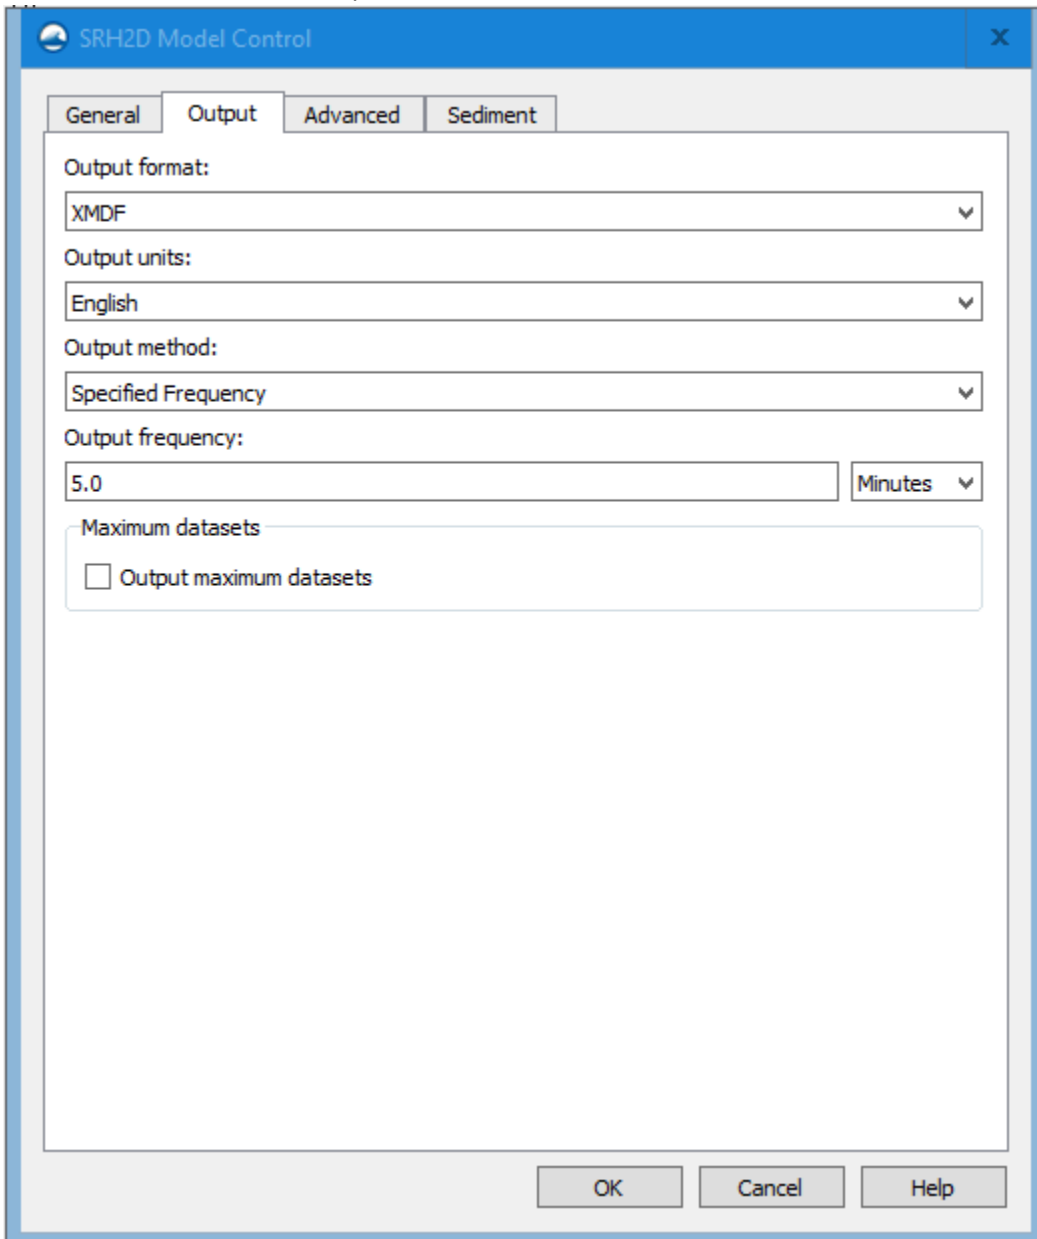 SRH2D Model Control
General Output Advanced Sediment
Output format:
XMDF
Output units:
English
Output method:
Specified Frequency
Output frequency:
5.0 Minutes
Maximum datasets
Output maximum datasets
OK Cancel Help